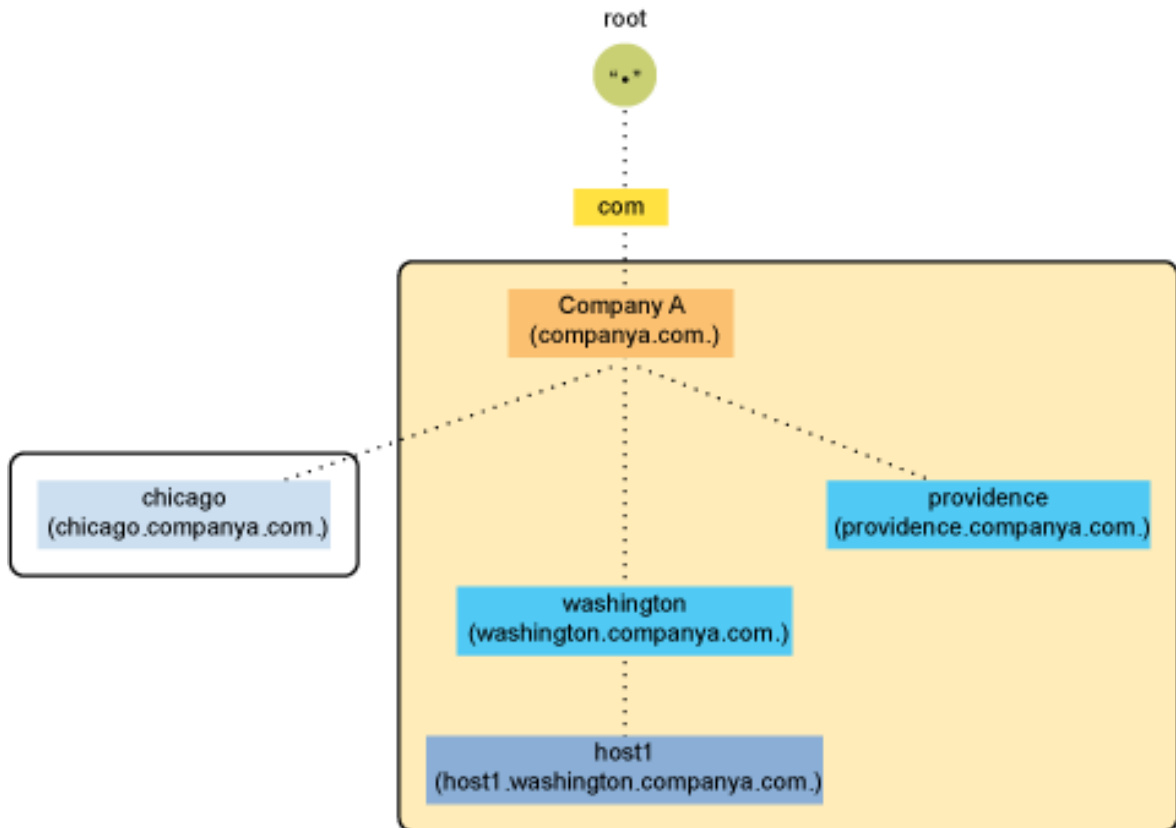 root
“•”
com
Company A
(companya.com.)
chicago
(chicago.companya.com.)
providence
(providence.companya.com.)
washington
(washington.companya.com.)
host1
(host1.washington.companya.com.)